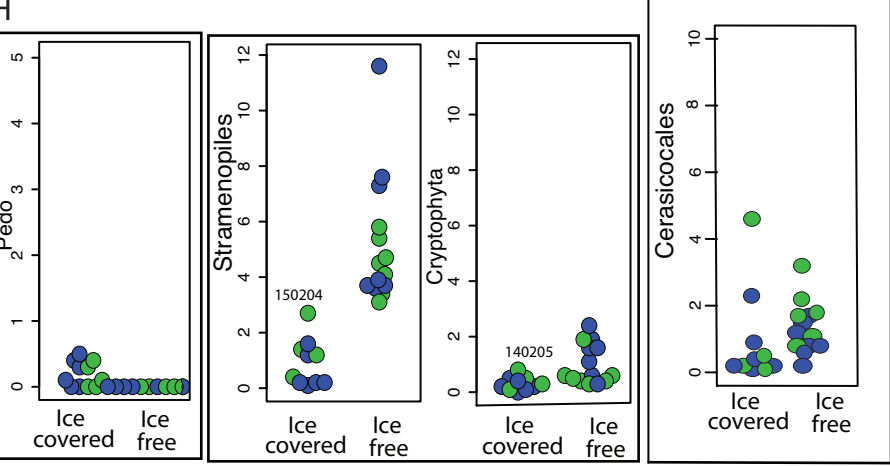 Pedo
5
4
3
2
1
0
Ice
covered
Ice
free
Stramenopiles
12
10
8
6
4
2
0
150204
Ice
covered
Ice
free
Cryptophyta
12
10
8
6
4
2
0
140205
Ice
covered
Ice
free
Cerasicocales
10
8
6
4
2
0
Ice
covered
Ice
free